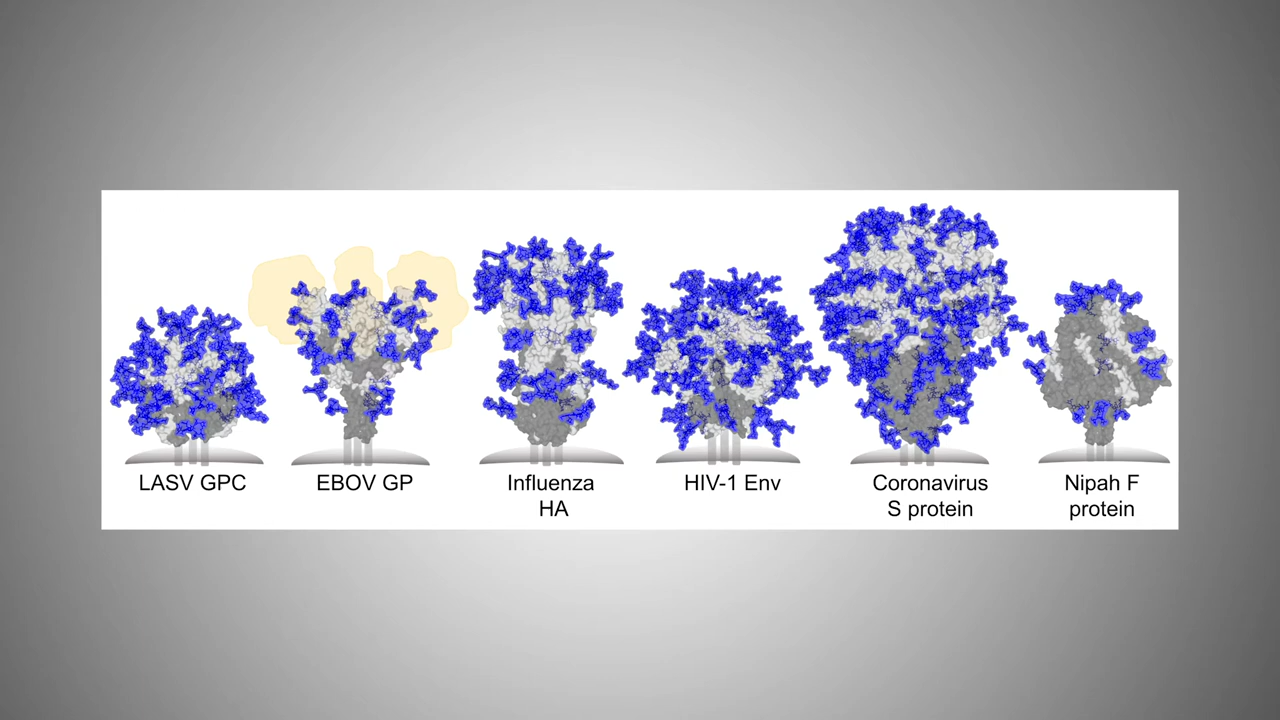 LASV GPC
EBOV GP
Influenza
HA
HIV-1 Env
Coronavirus
S protein
Nipah F
protein